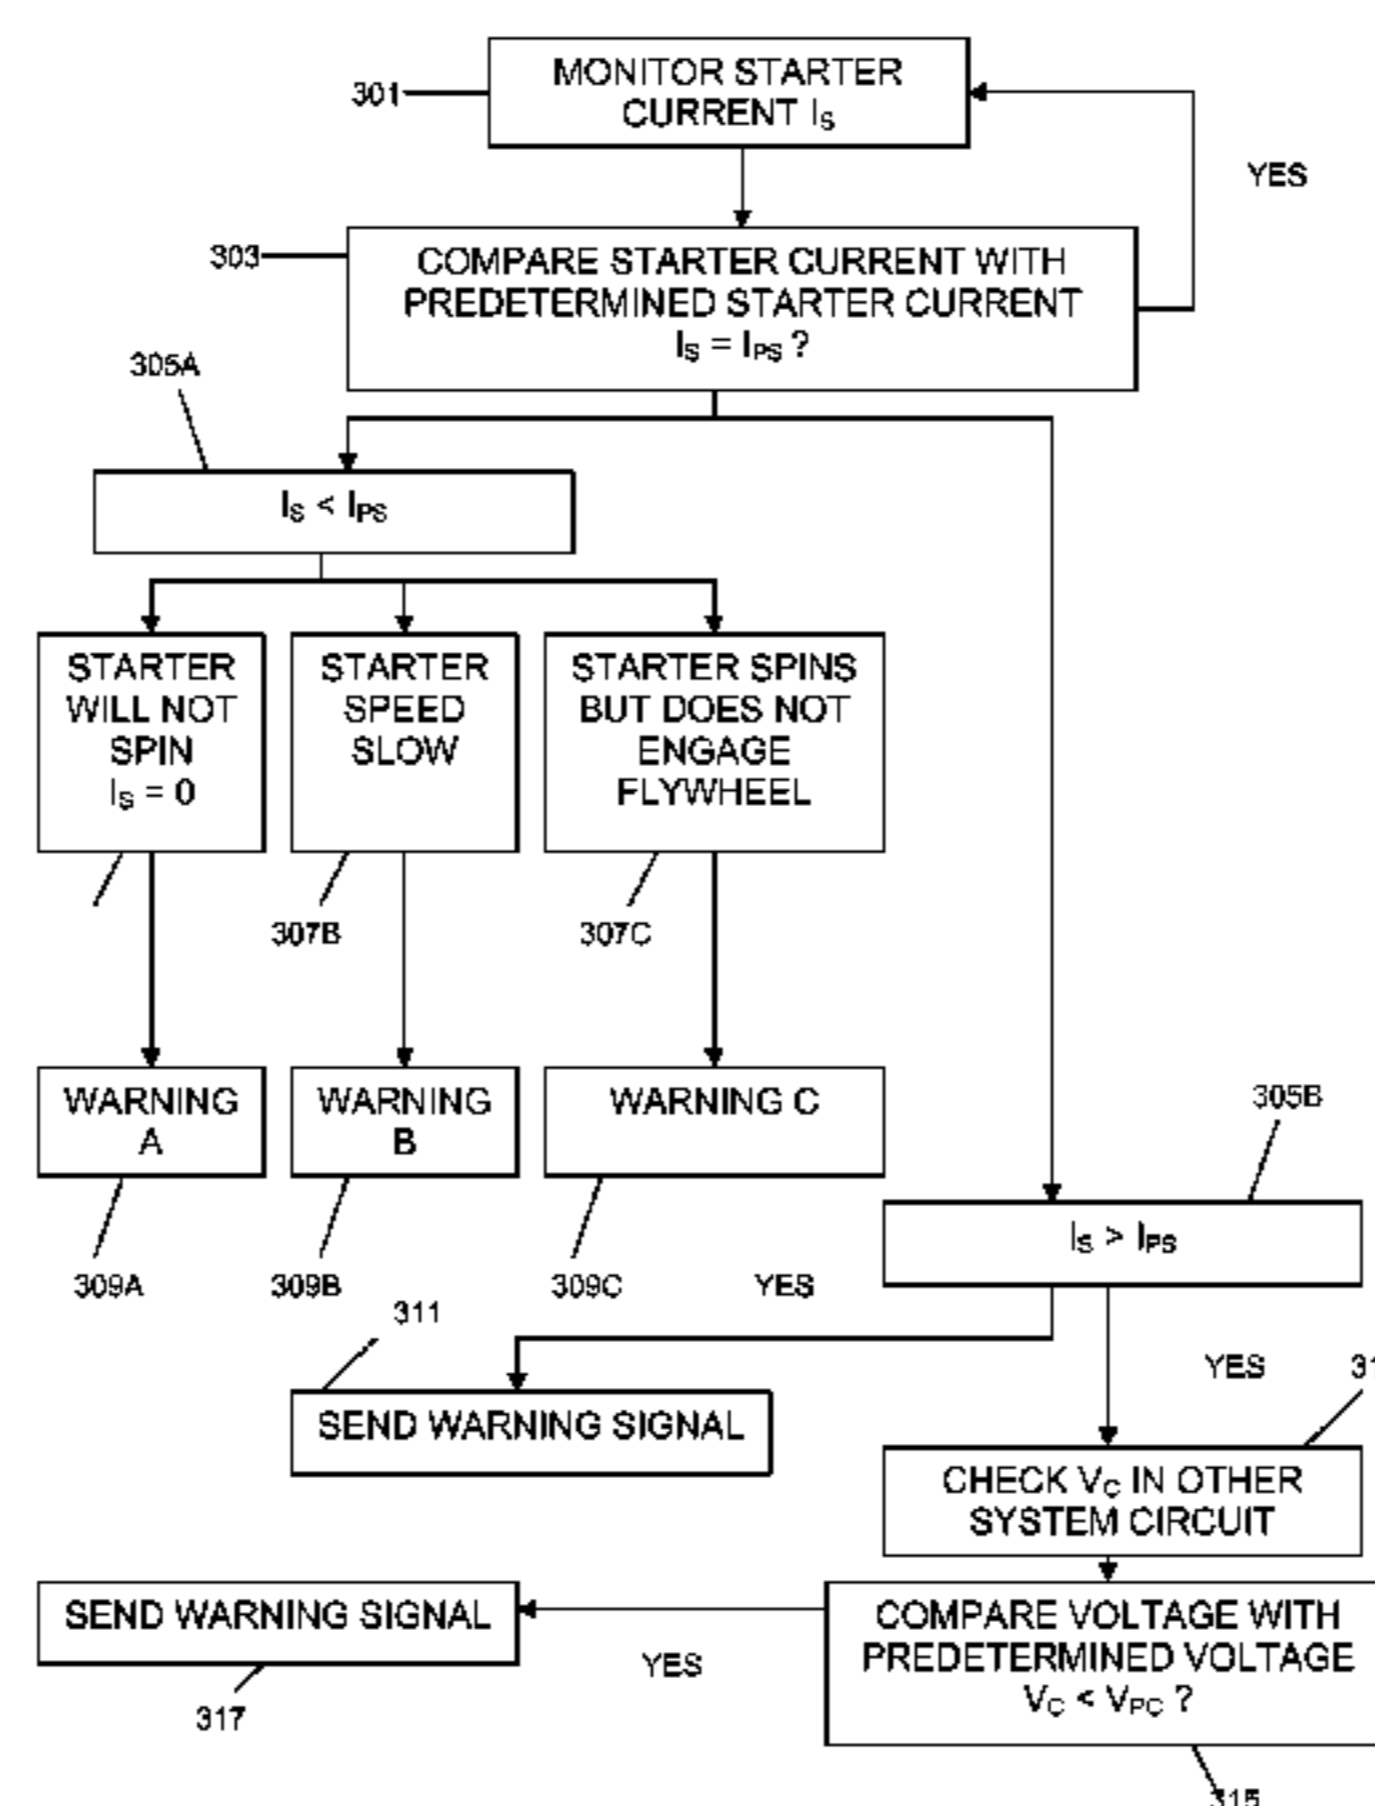 MONITOR STARTER
CURRENT IS
301
YES
303
COMPARE STARTER CURRENT WITH
PREDETERMINED STARTER CURRENT
IS = IPS ?
305A
IS < IPS
STARTER
WILL NOT
SPIN
IS = 0
STARTER
SPEED
SLOW
STARTER SPINS
BUT DOES NOT
ENGAGE
FLYWHEEL
307B
307C
WARNING
A
WARNING
B
WARNING C
305B
IS > IPS
309A
309B
309C
YES
311
YES
SEND WARNING SIGNAL
CHECK VC IN OTHER
SYSTEM CIRCUIT
SEND WARNING SIGNAL
YES
COMPARE VOLTAGE WITH
PREDETERMINED VOLTAGE
VC < VPC ?
317
315